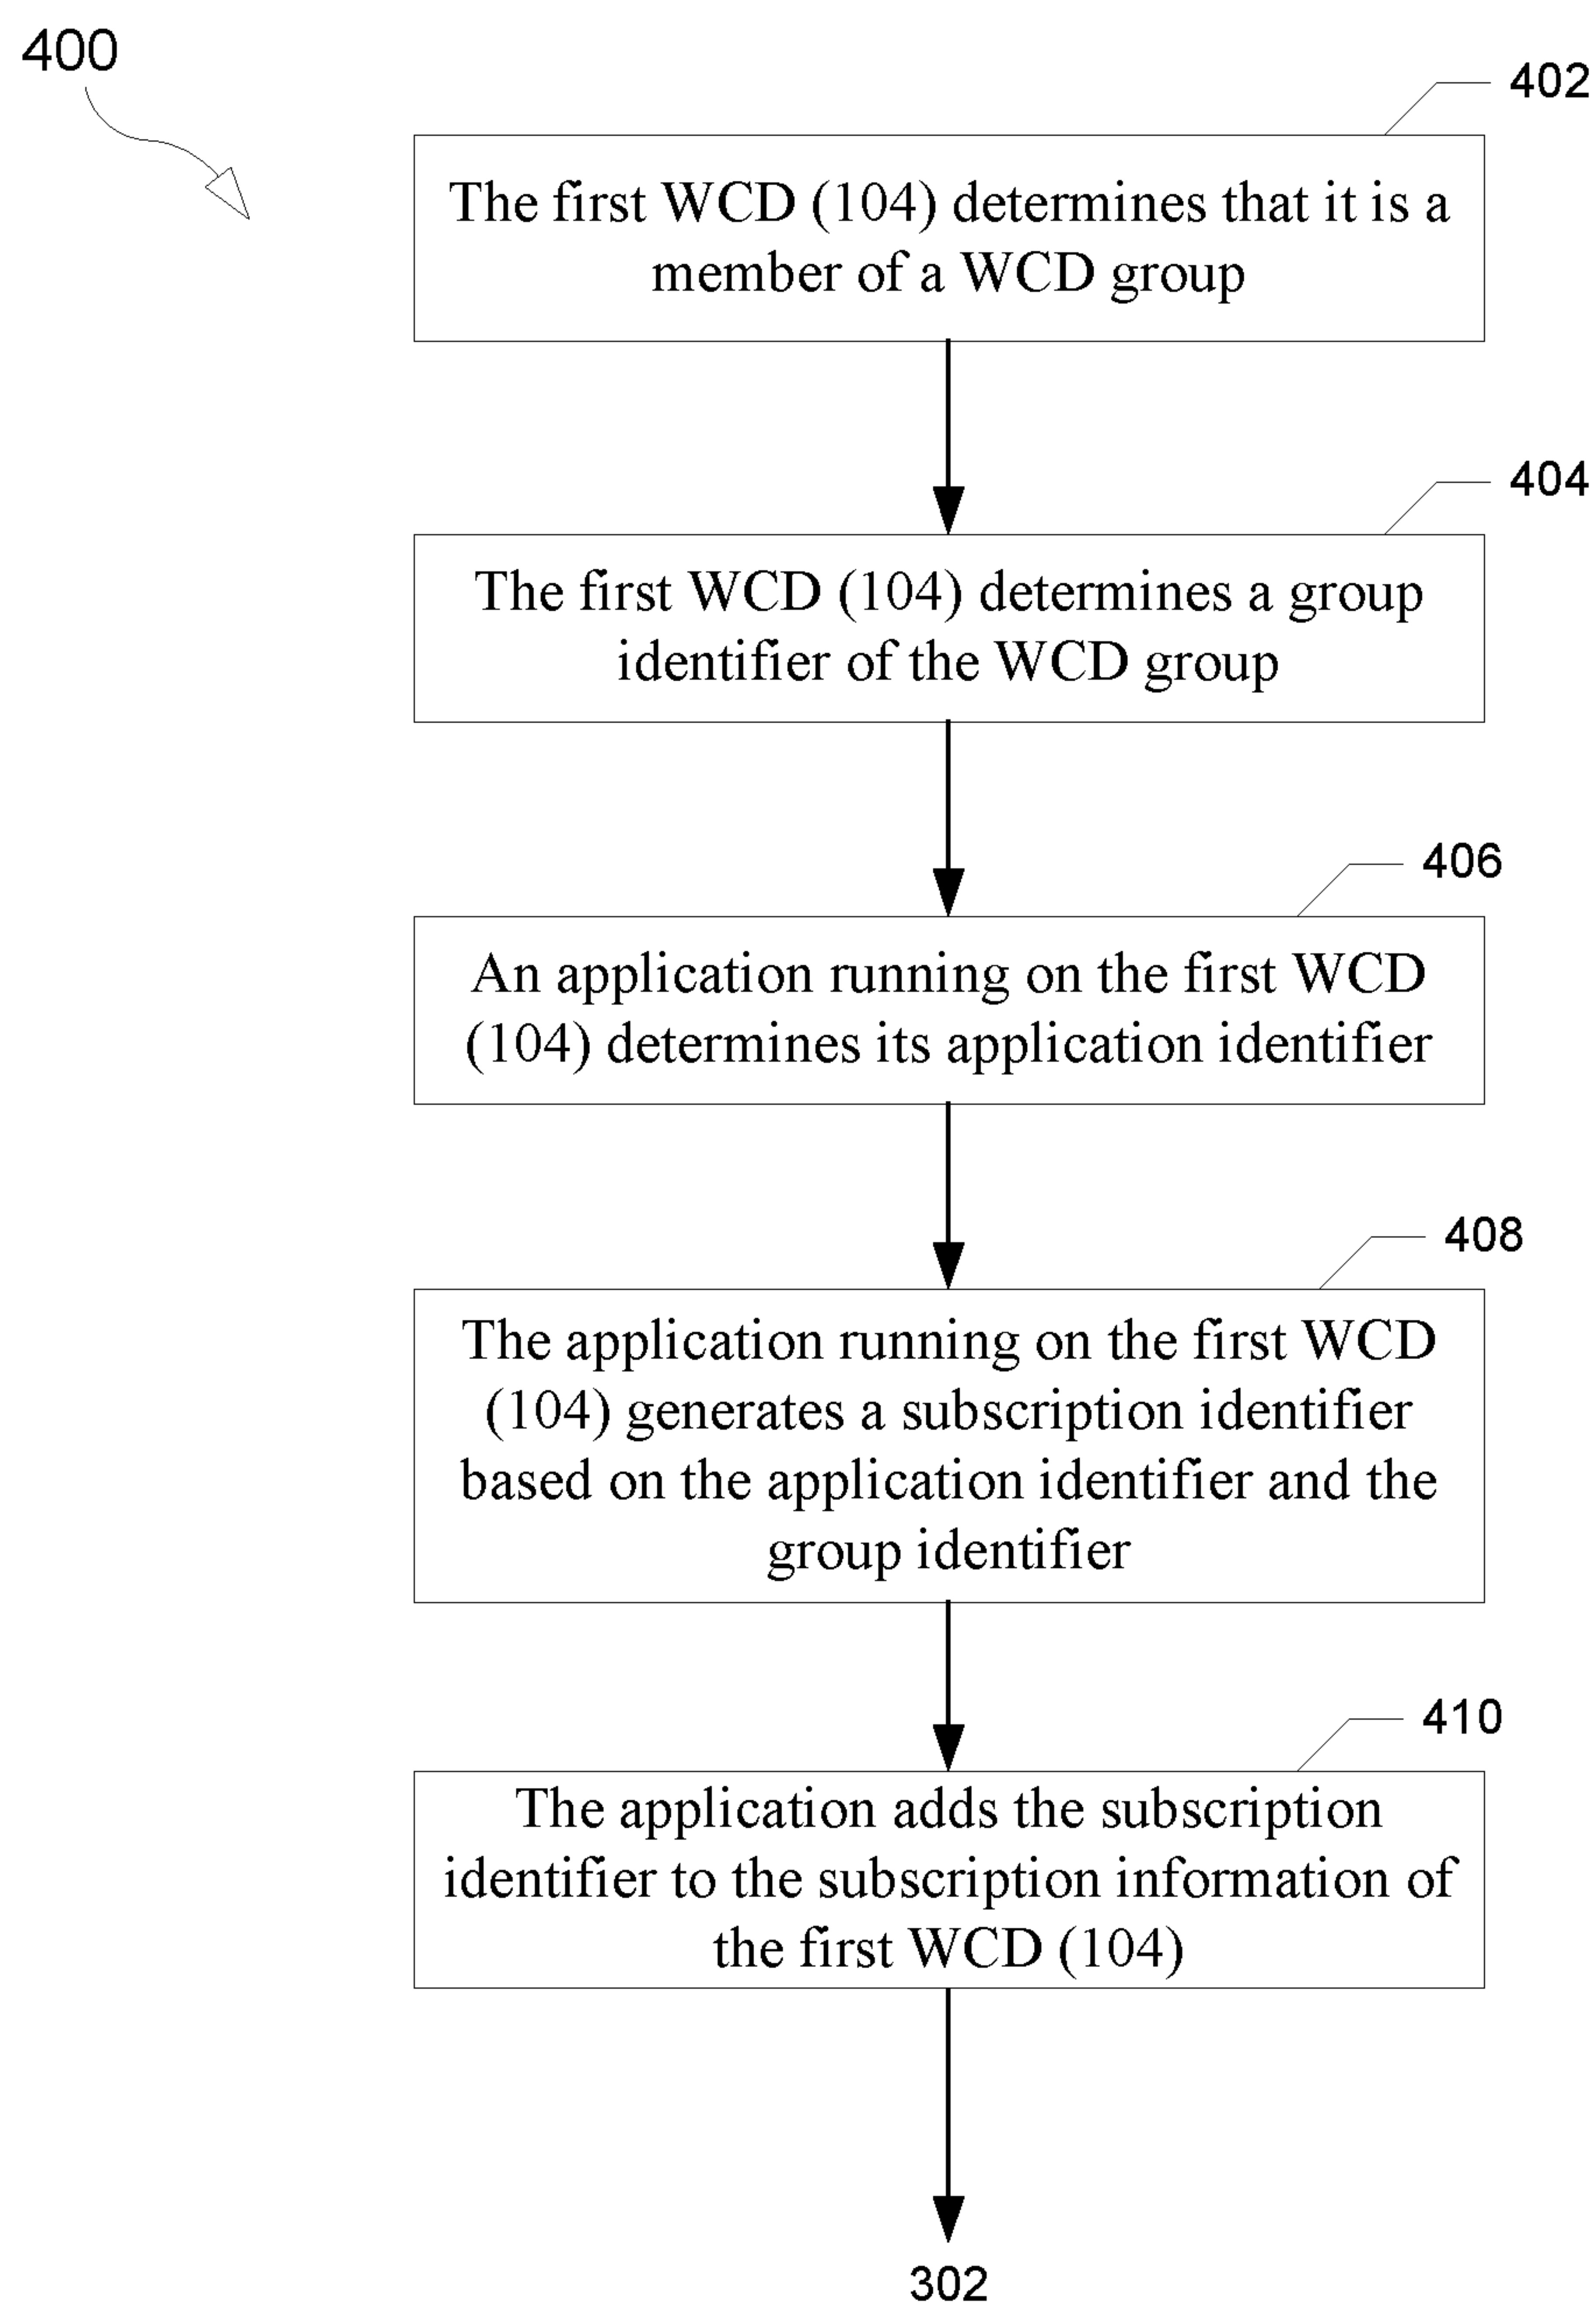 400
402
The first WCD (104) determines that it is a
member of a WCD group
404
The first WCD (104) determines a group
identifier of the WCD group
406
An application running on the first WCD
(104) determines its application identifier
408
The application running on the first WCD
(104) generates a subscription identifier
based on the application identifier and the
group identifier
410
The application adds the subscription
identifier to the subscription information of
the first WCD (104)
302